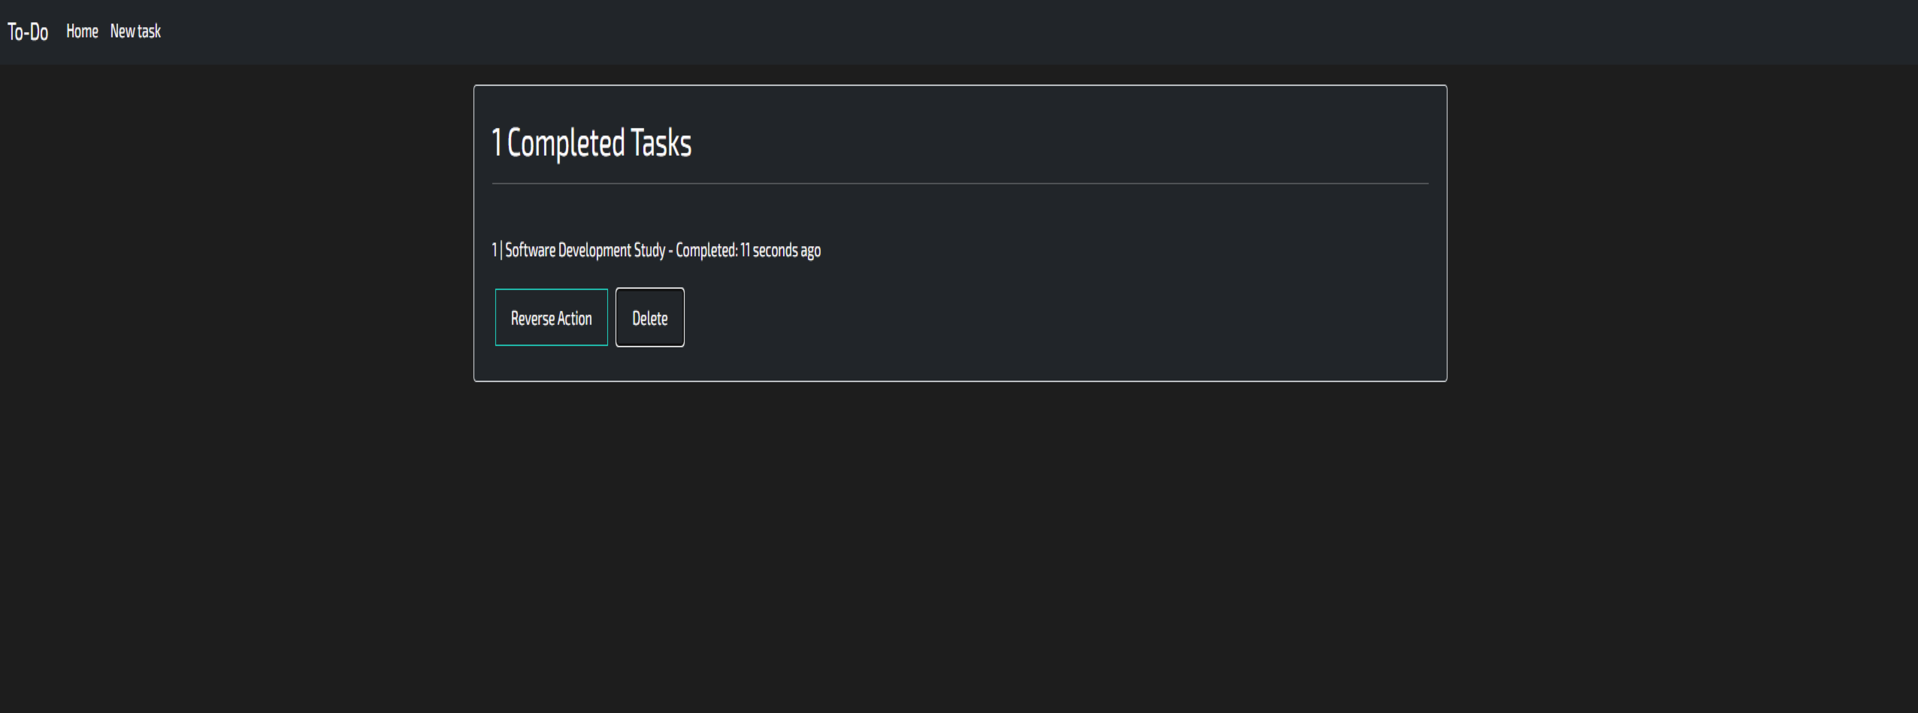 To-Do Home New task
1 Completed Tasks
1 | Software Development Study - Completed: 11 seconds ago
Reverse Action Delete